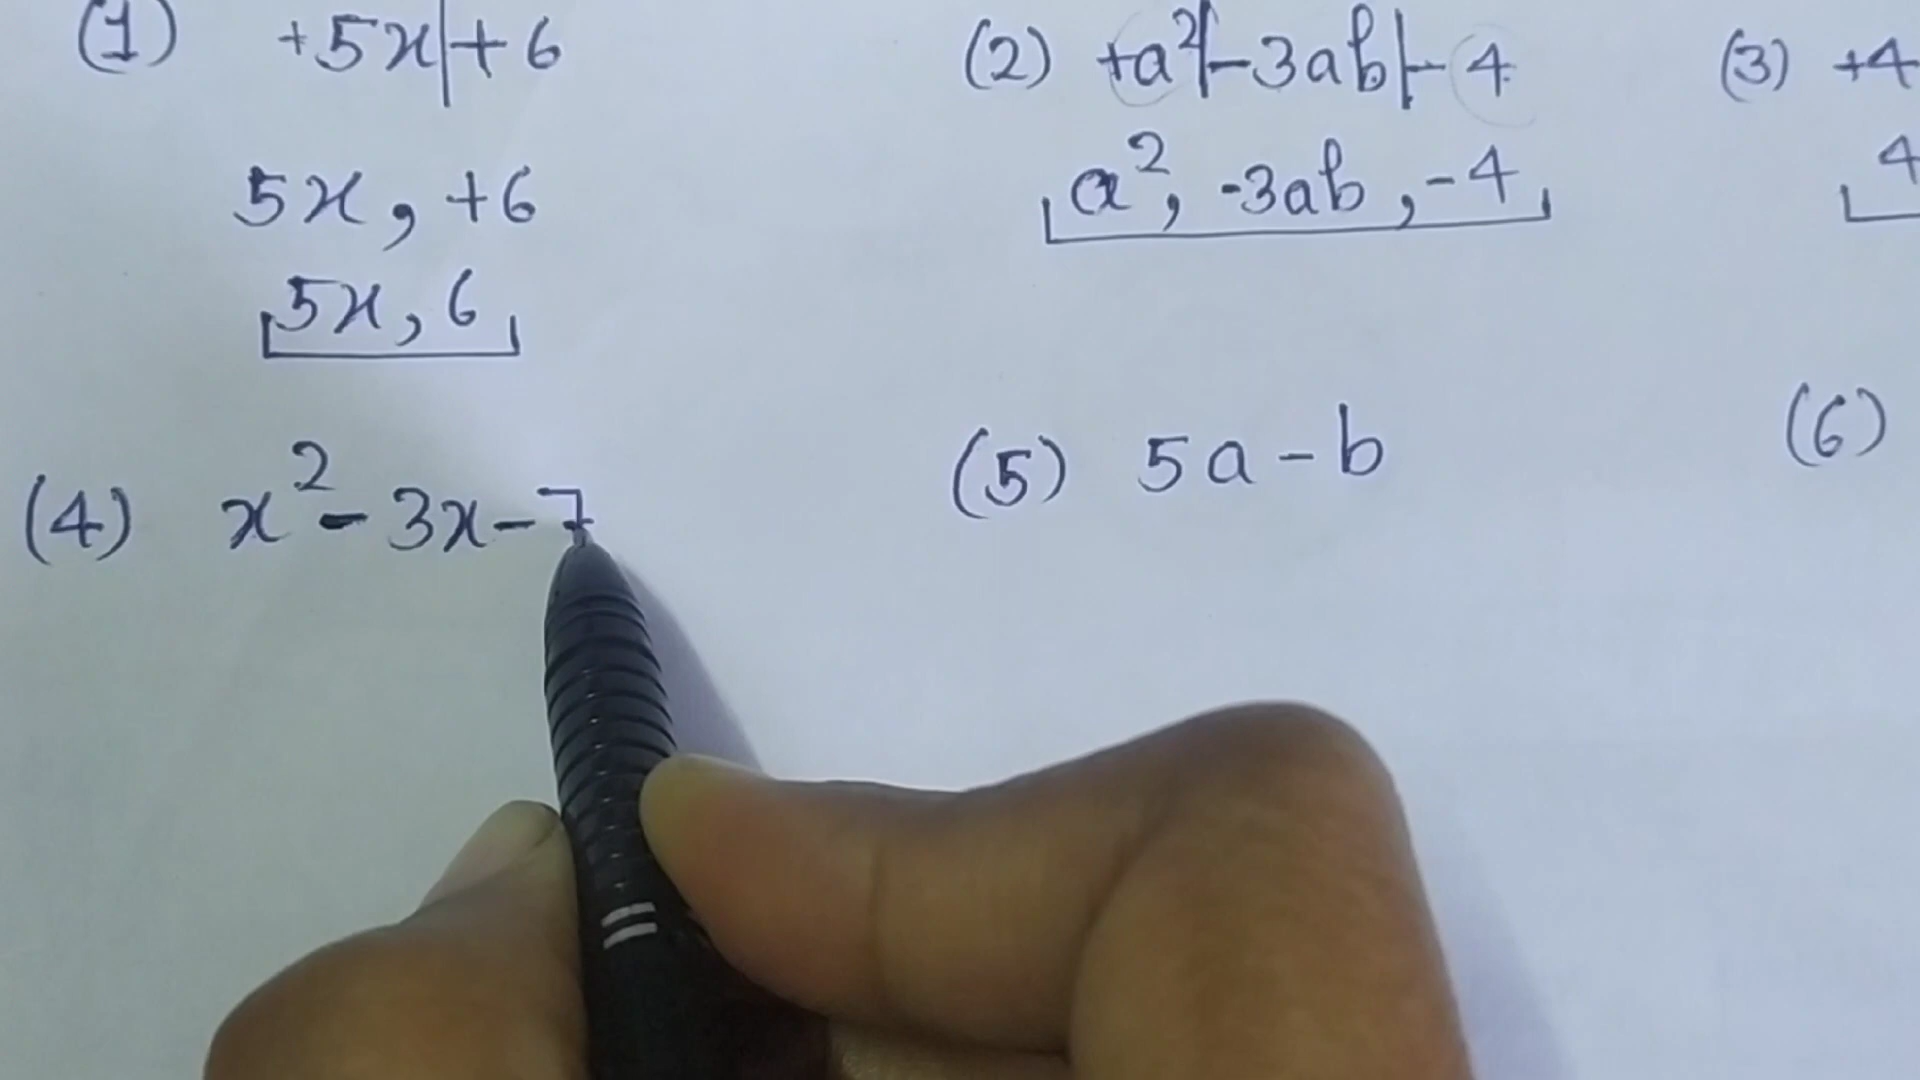 (1) +5x|+6
(2) +a²|-3ab|-4
(3) +4
5x, +6
a², -3ab, -4
4
5x, 6
(4) x² - 3x - 7
(5) 5a - b
(6)